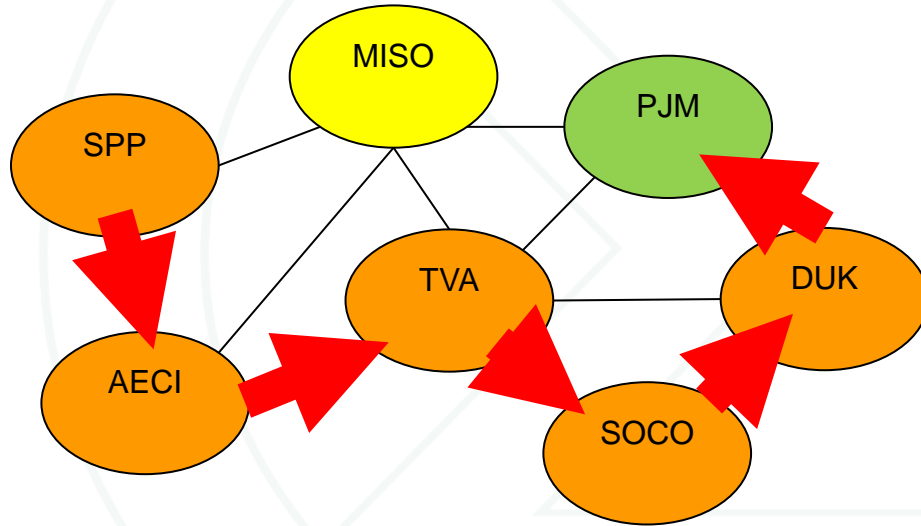 MISO
PJM
SPP
TVA
DUK
AECI
SOCO